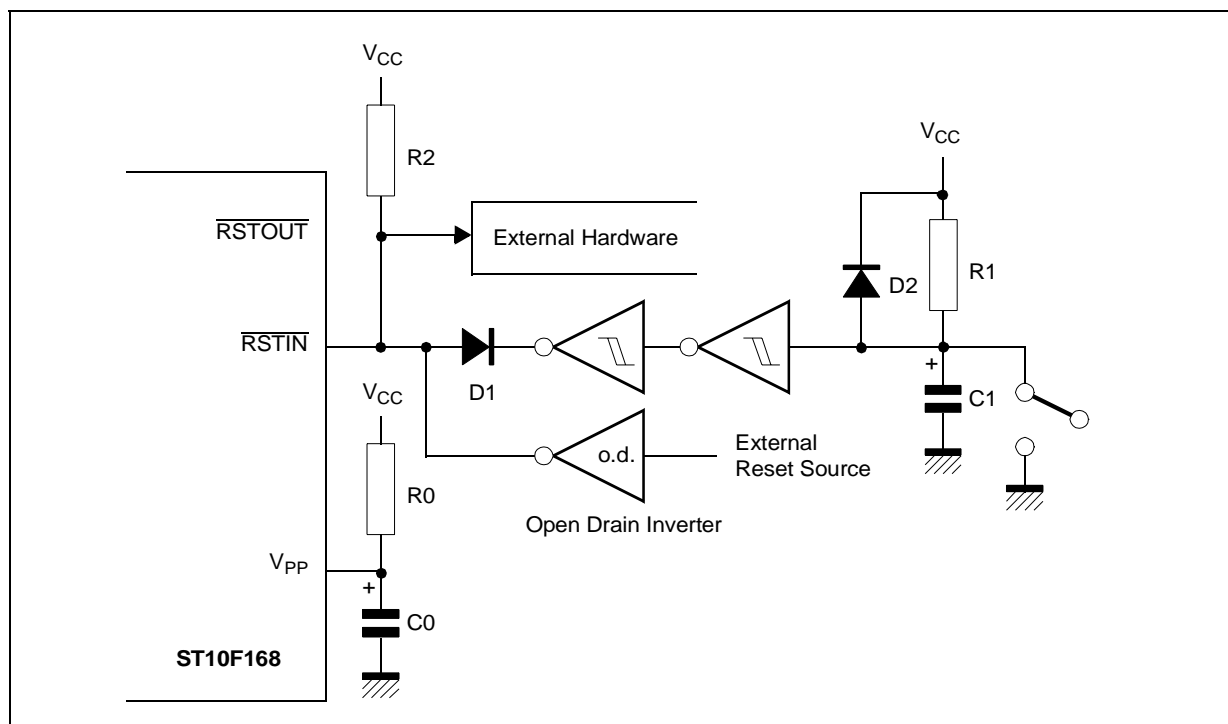 VCC
R2
VCC
RSTOUT
External Hardware
D2
R1
RSTIN
D1
+
C1
VCC
o.d.
External
Reset Source
R0
Open Drain Inverter
VPP
+
C0
ST10F168